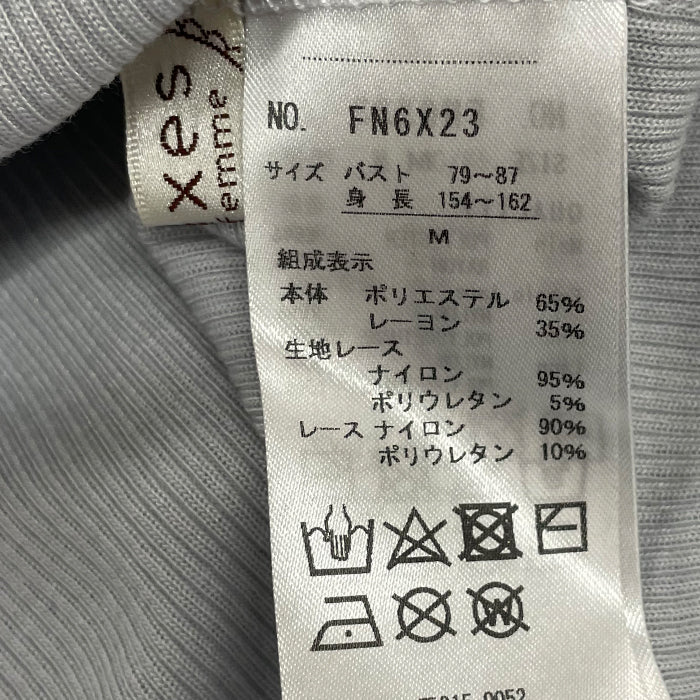 xes
femme
NO. FN6X23
サイズ バスト 79～87
身長 154～162
M
組成表示
本体 ポリエステル 65%
レーヨン 35%
生地レース
ナイロン 95%
ポリウレタン 5%
レース ナイロン 90%
ポリウレタン 10%
W